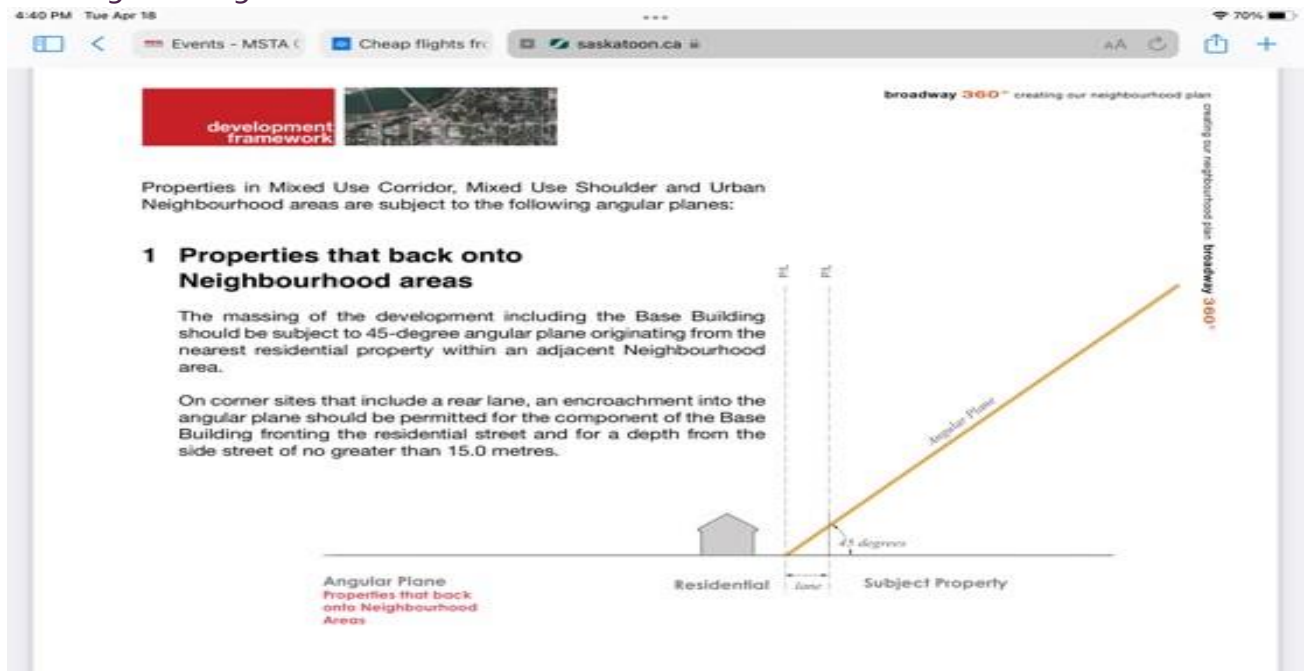 4:40 PM Tue Apr 18
70%
Events - MSTA (
Cheap flights fr
saskatoon.ca
AA
development
framework
broadway 360° creating our neighbourhood plan
creating our neighbourhood plan broadway 360°
Properties in Mixed Use Corridor, Mixed Use Shoulder and Urban
Neighbourhood areas are subject to the following angular planes:
1 Properties that back onto
Neighbourhood areas
The massing of the development including the Base Building
should be subject to 45-degree angular plane originating from the
nearest residential property within an adjacent Neighbourhood
area.
On corner sites that include a rear lane, an encroachment into the
angular plane should be permitted for the component of the Base
Building fronting the residential street and for a depth from the
side street of no greater than 15.0 metres.
Angular Plane
45 degrees
Residential
lane
Subject Property
Angular Plane
Properties that back
onto Neighbourhood
Areas